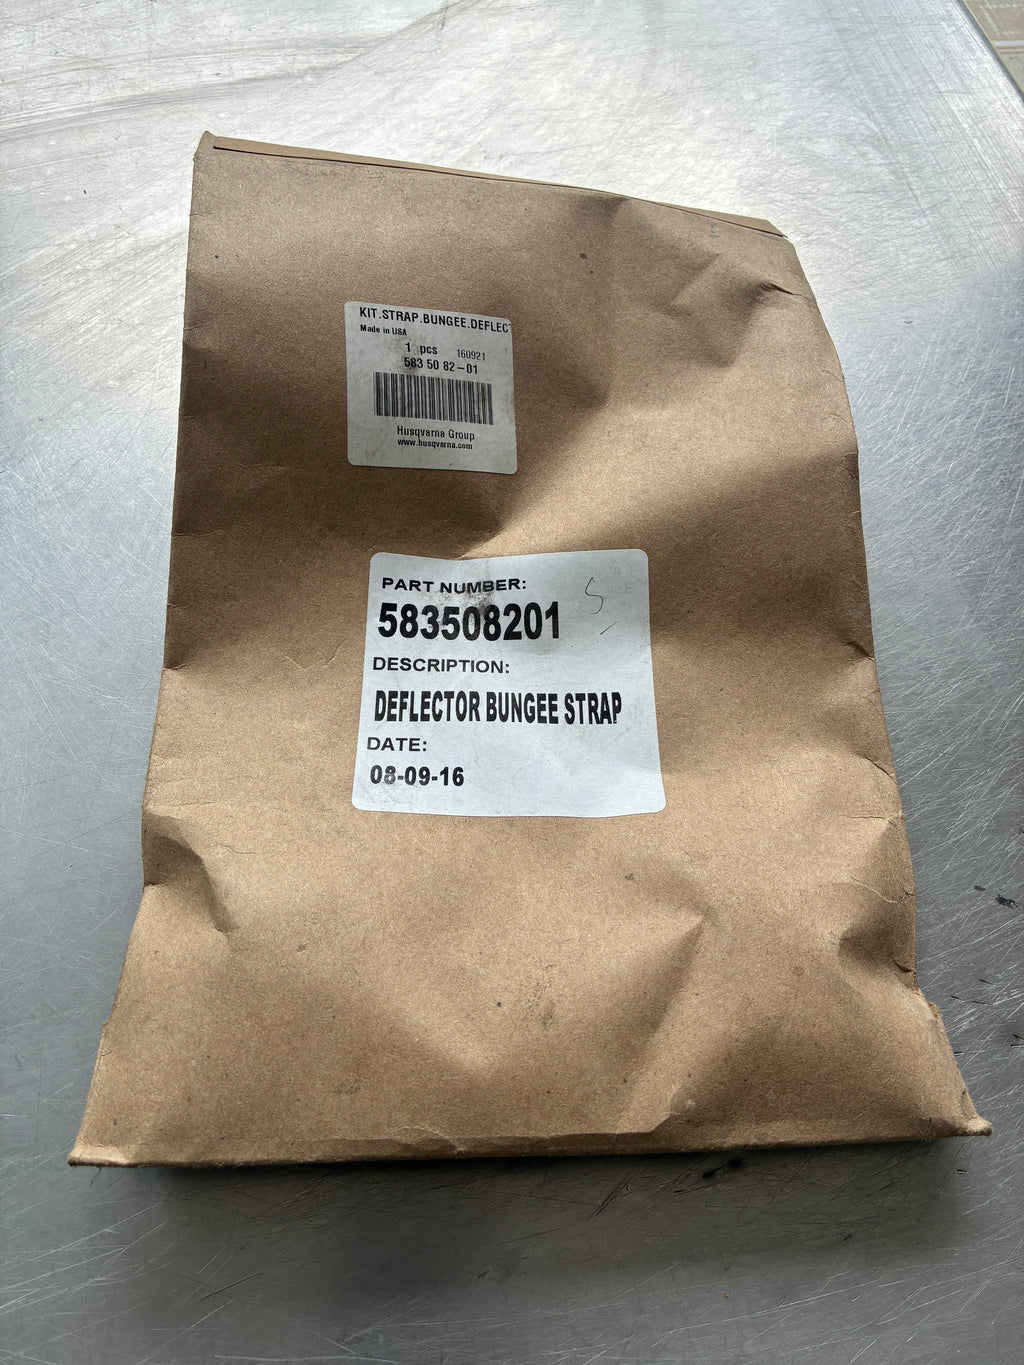 KIT.STRAP.BUNGEE.DEFLEC
Made in USA
1 pcs 160921
583 50 82-01
Husqvarna Group
www.husqvarna.com
PART NUMBER:
583508201
DESCRIPTION:
DEFLECTOR BUNGEE STRAP
DATE:
08-09-16